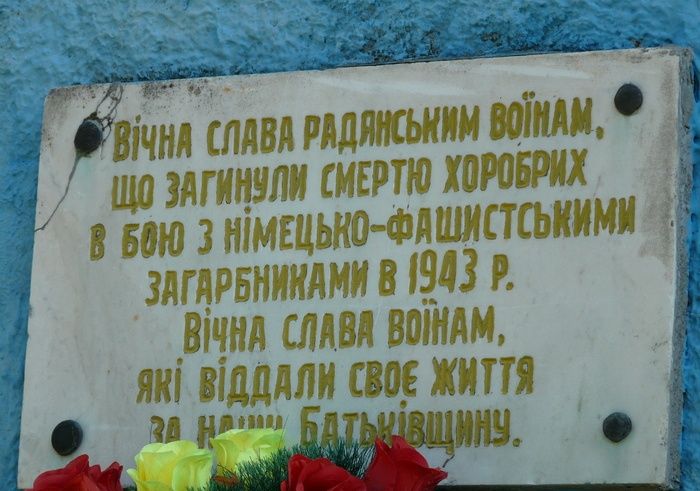 Вічна слава радянським воїнам,
що загинули смертю хоробрих
в бою з німецько-фашистськими
загарбниками в 1943 р.
Вічна слава воїнам,
які віддали своє життя
за нашу Батьківщину.